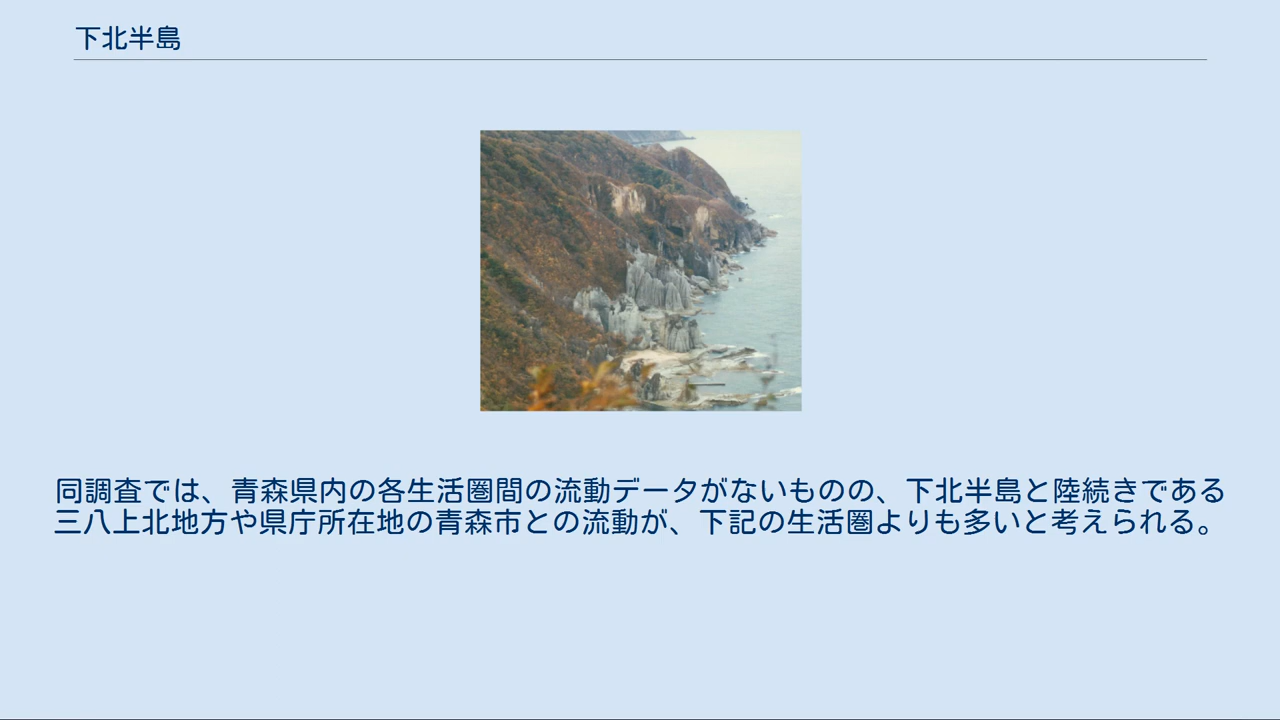 下北半島
同調査では、青森県内の各生活圏間の流動データがないものの、下北半島と陸続きである
三八上北地方や県庁所在地の青森市との流動が、下記の生活圏よりも多いと考えられる。